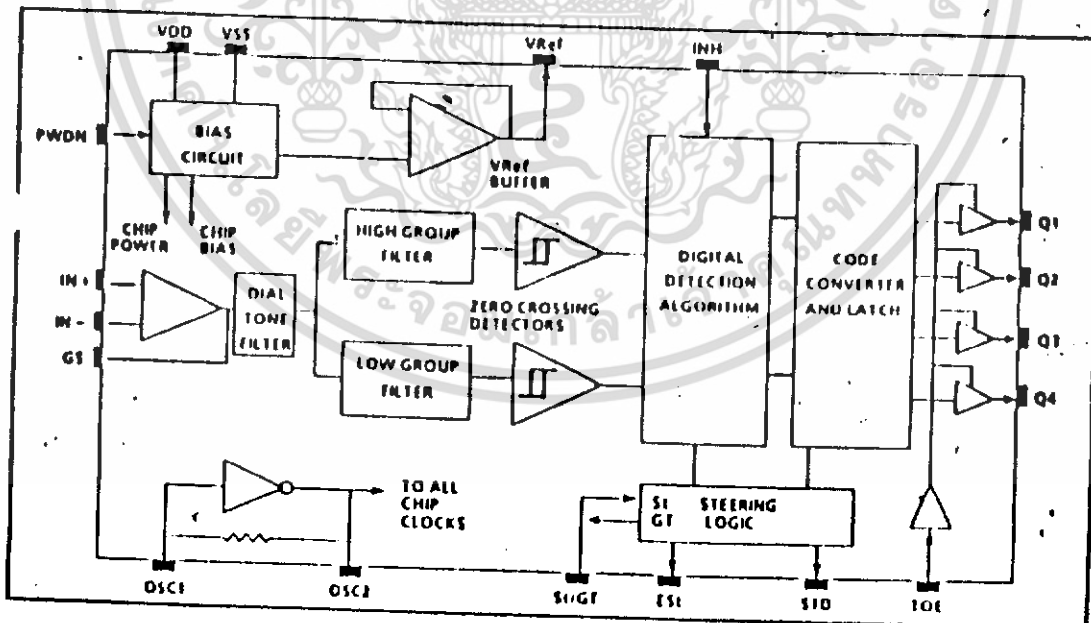 VDD
VSS
VRef
INH
PWDN
BIAS
CIRCUIT
VRef
BUFFER
CHIP
POWER
CHIP
BIAS
HIGH GROUP
FILTER
IN +
IN -
GS
DIAL
TONE
FILTER
ZERO CROSSING
DETECTORS
LOW GROUP
FILTER
DIGITAL
DETECTION
ALGORITHM
CODE
CONVERTER
AND LATCH
Q1
Q2
Q3
Q4
TO ALL
CHIP
CLOCKS
St
GT
STEERING
LOGIC
OSC1
OSC2
St/GT
ESt
STD
TOE